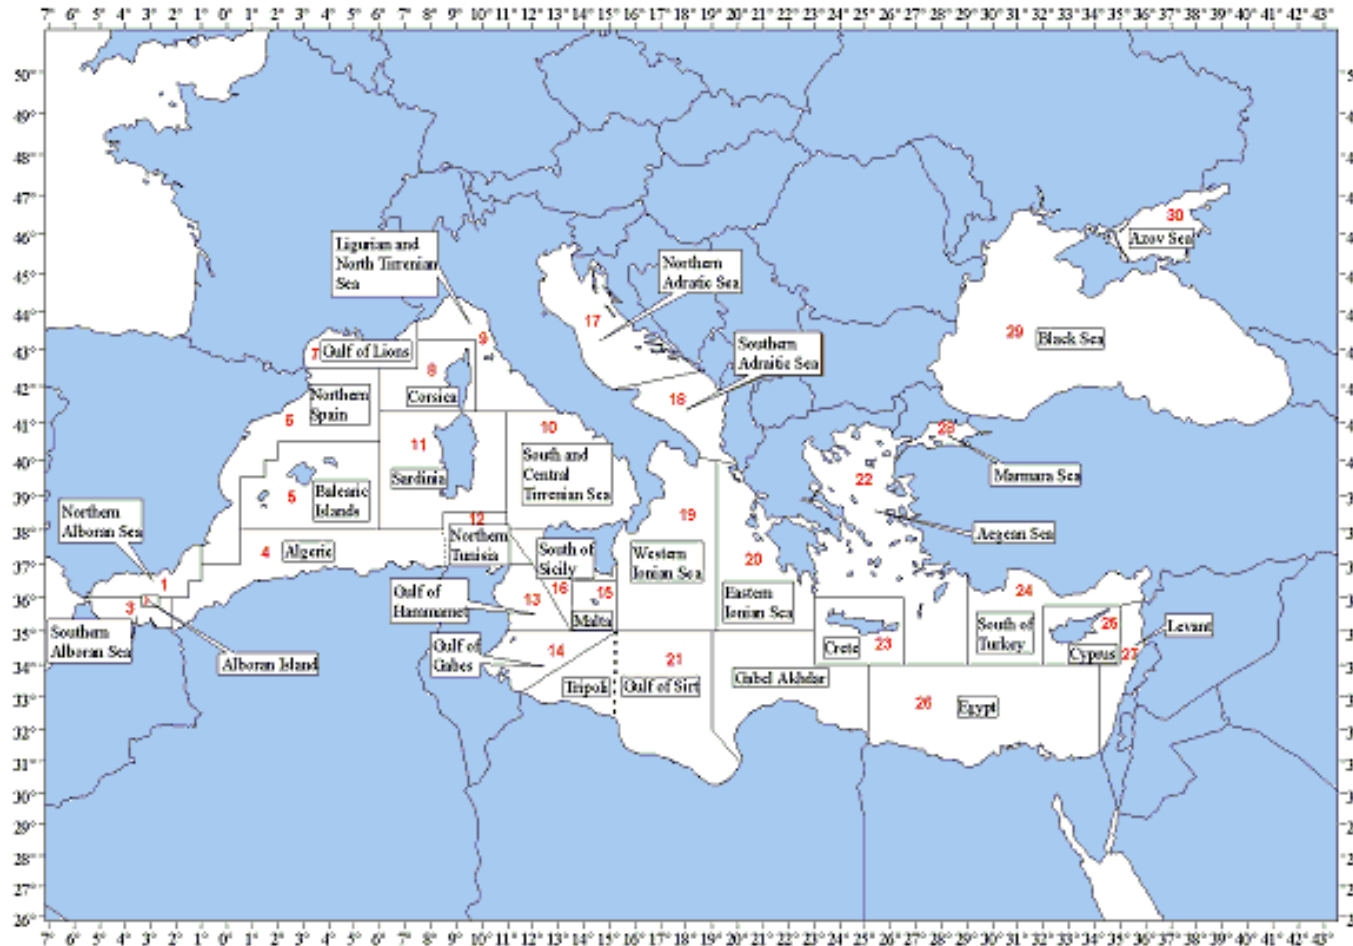 7° 6° 5° 4° 3° 2° 1° 0° 1° 2° 3° 4° 5° 6° 7° 8° 9° 10° 11° 12° 13° 14° 15° 16° 17° 18° 19° 20° 21° 22° 23° 24° 25° 26° 27° 28° 29° 30° 31° 32° 33° 34° 35° 36° 37° 38° 39° 40° 41° 42° 43°
50°
49°
48°
47°
46°
45°
44°
43°
42°
41°
40°
39°
38°
37°
36°
35°
34°
33°
32°
31°
30°
29°
28°
27°
26°
30
Azov Sea
Ligurian and
North Tirrenian
Sea
Northern
Adratic Sea
17
29
Black Sea
Southern
Adraitic Sea
9
7
Gulf of Lions
8
Corsica
Northern
Spain
6
18
10
28
11
Sardinia
South and
Central
Tirrenian Sea
Marmara Sea
22
5
Balearic
Islands
Northern
Alboran Sea
12
Northern
Tunisia
19
Aegean Sea
4
Algerie
South of
Sicily
Western
Ionian Sea
20
1
3
Gulf of
Hammamet
13
16
15
Malta
Eastern
Ionian Sea
24
South of
Turkey
25
Cyprus
27
Levant
Southern
Alboran Sea
Alboran Island
Gulf of
Gabes
14
Tripoli
21
Gulf of Sirt
Gabel Akhdar
Crete
23
26
Egypt
7° 6° 5° 4° 3° 2° 1° 0° 1° 2° 3° 4° 5° 6° 7° 8° 9° 10° 11° 12° 13° 14° 15° 16° 17° 18° 19° 20° 21° 22° 23° 24° 25° 26° 27° 28° 29° 30° 31° 32° 33° 34° 35° 36° 37° 38° 39° 40° 41° 42° 43°